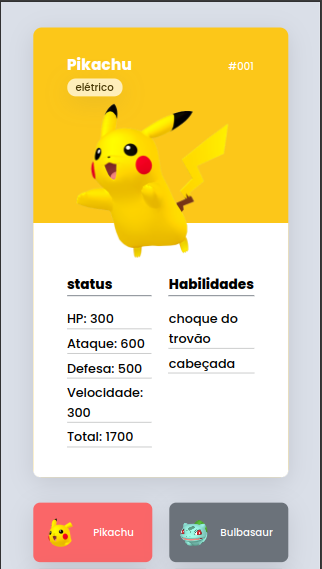 Pikachu
#001
elétrico
status
HP: 300
Ataque: 600
Defesa: 500
Velocidade:
300
Total: 1700
Habilidades
choque do
trovão
cabeçada
Pikachu
Bulbasaur